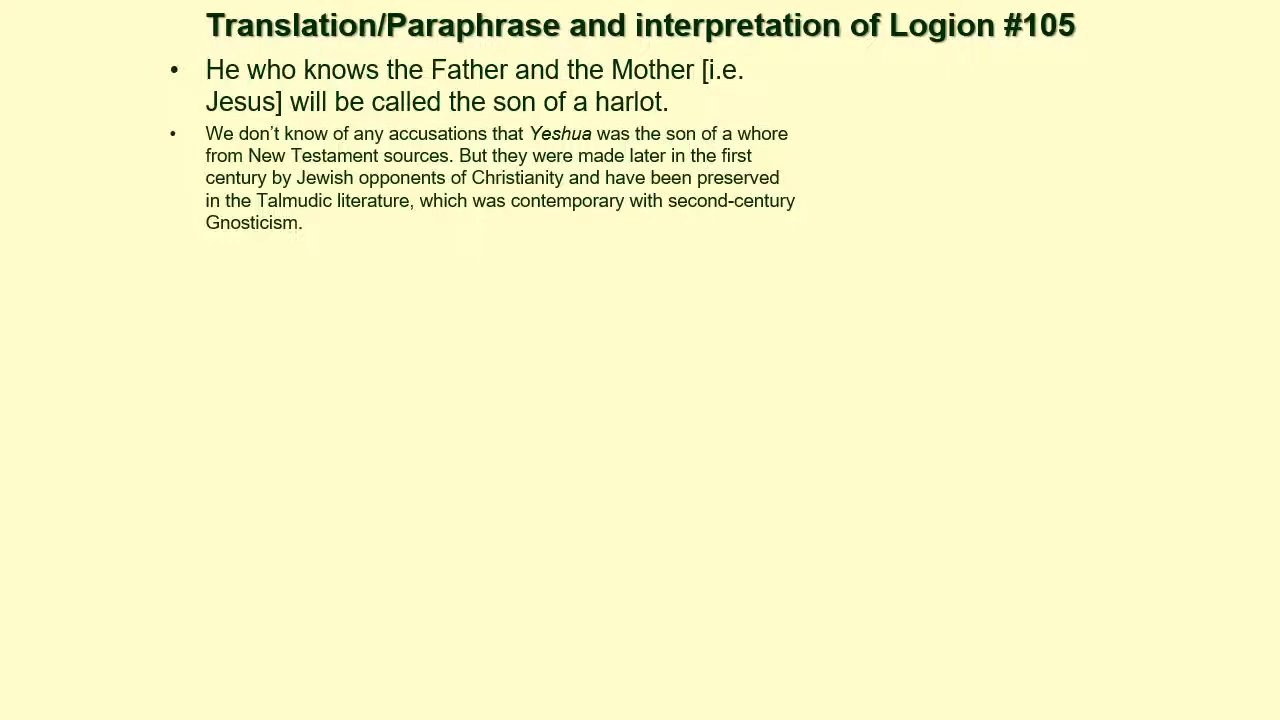 Translation/Paraphrase and interpretation of Logion #105
• He who knows the Father and the Mother [i.e.
Jesus] will be called the son of a harlot.
• We don’t know of any accusations that Yeshua was the son of a whore
from New Testament sources. But they were made later in the first
century by Jewish opponents of Christianity and have been preserved
in the Talmudic literature, which was contemporary with second-century
Gnosticism.